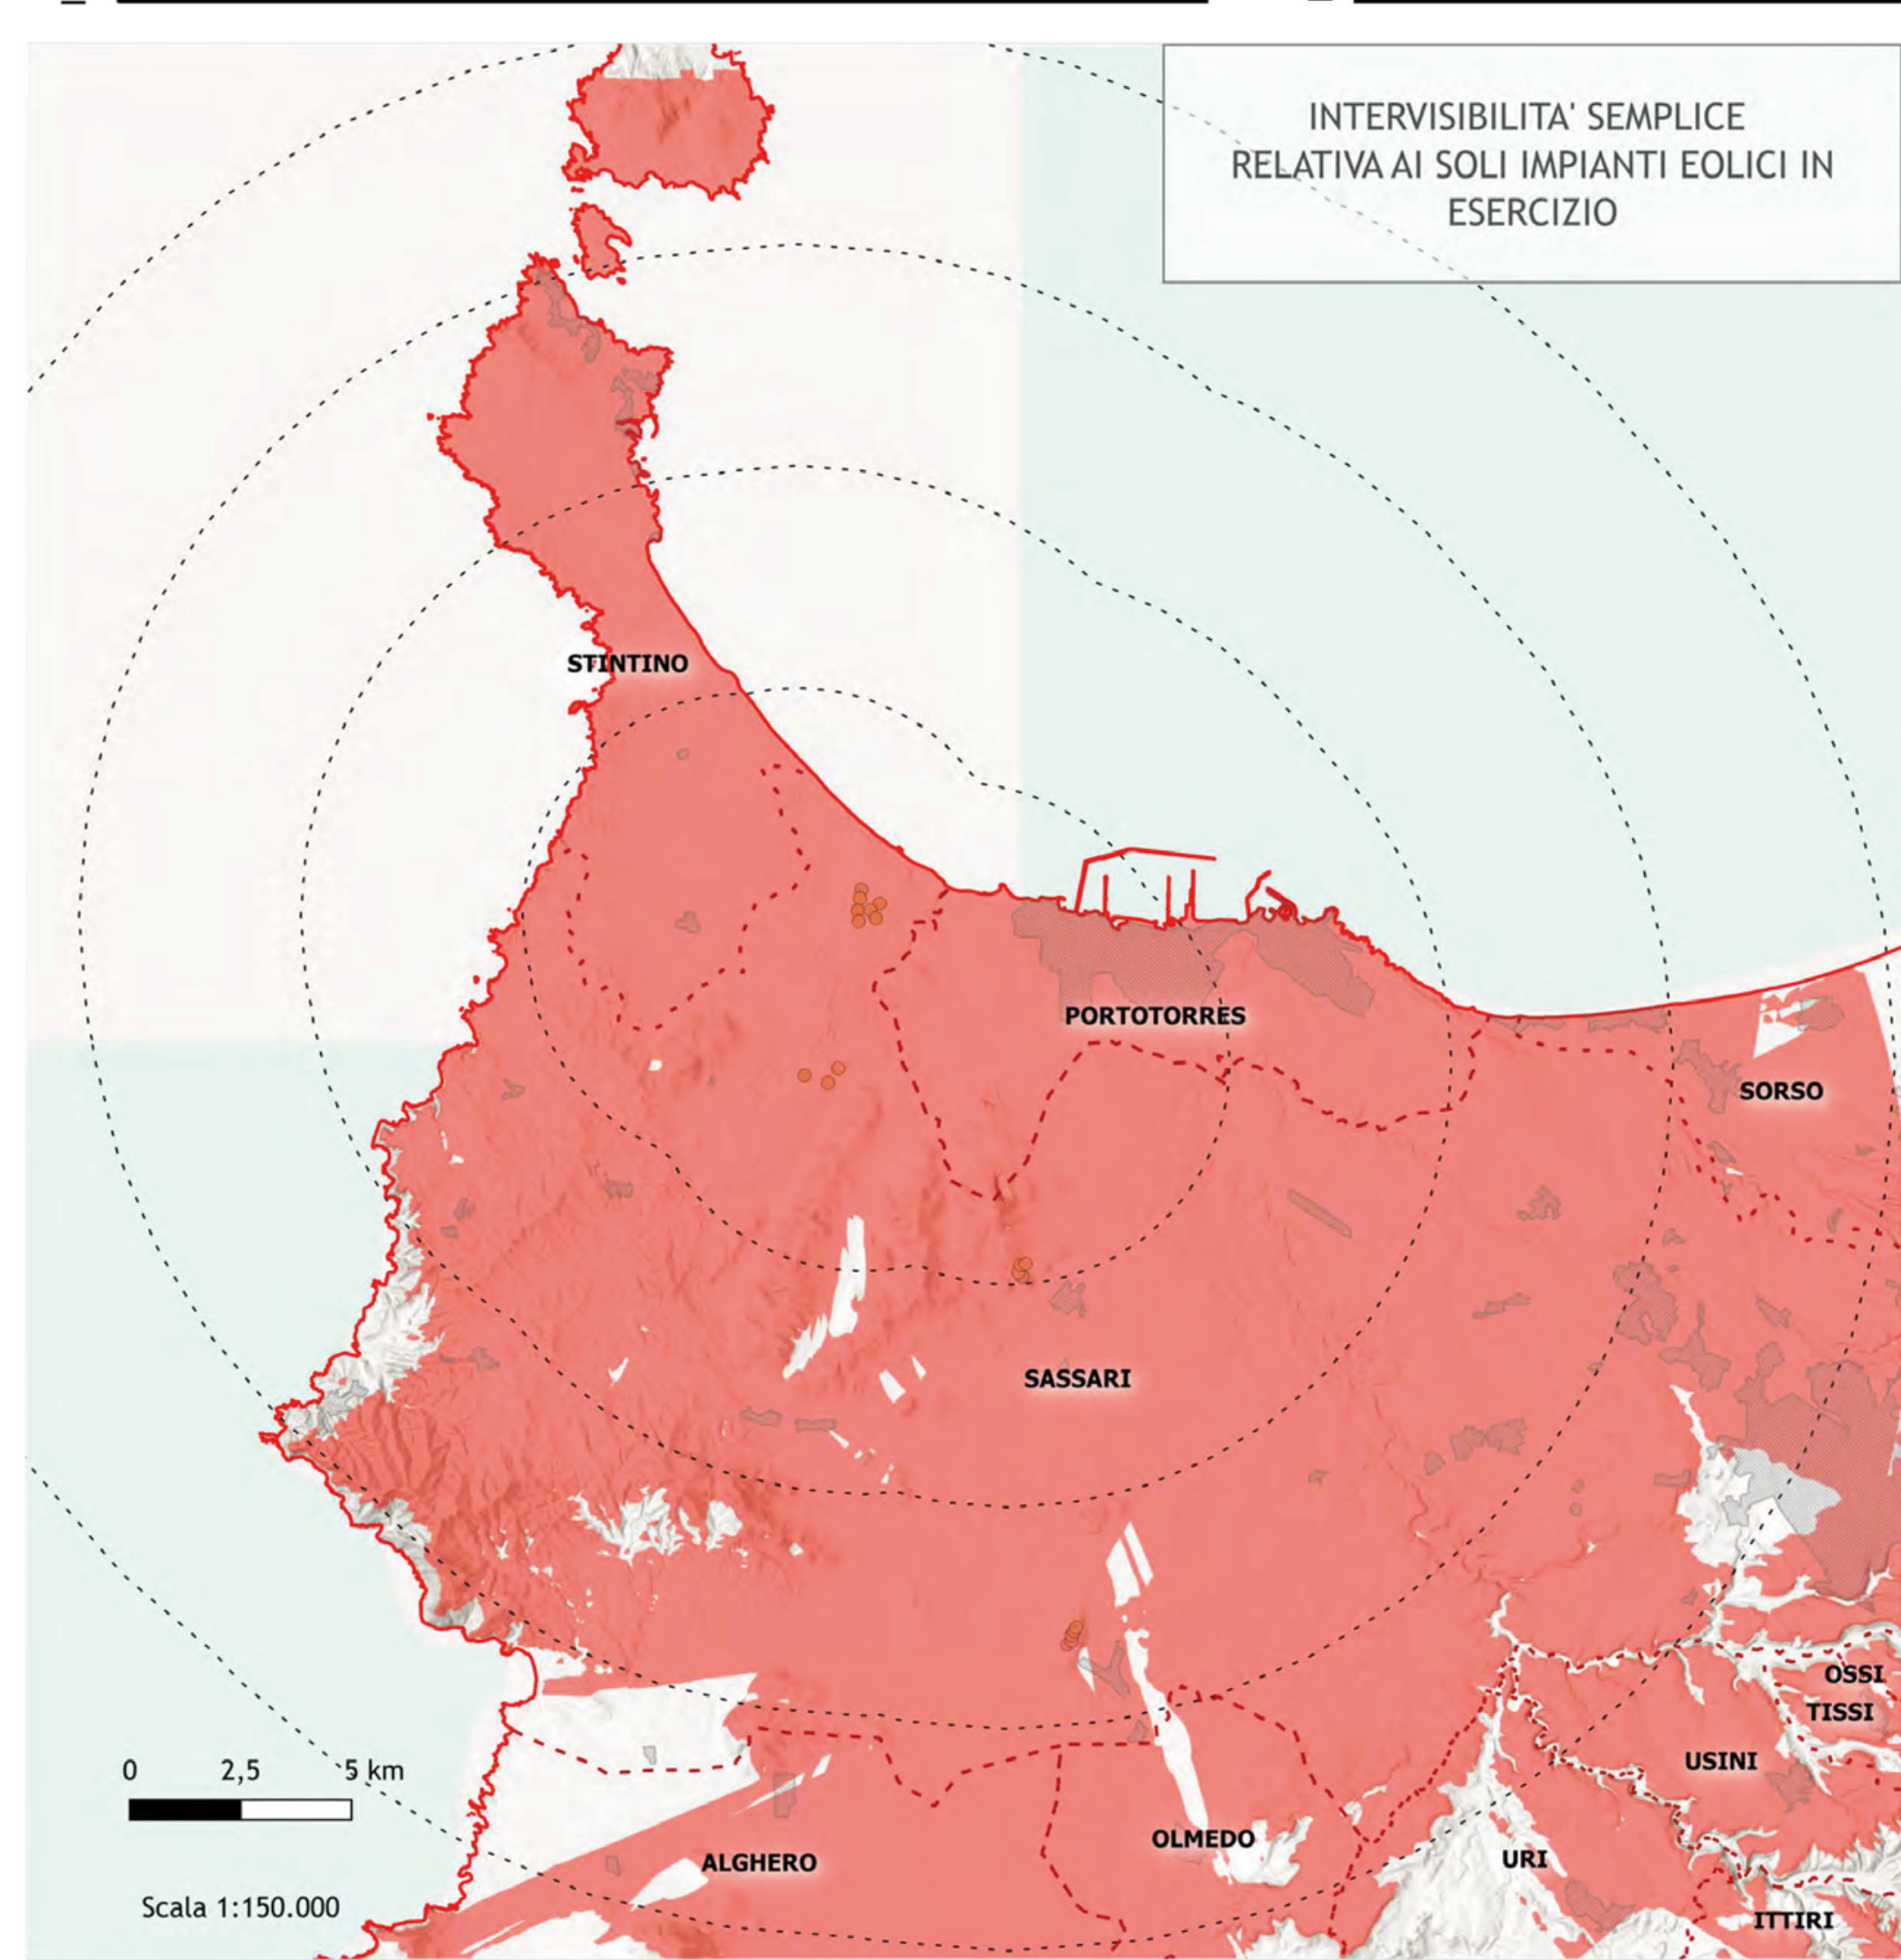 INTERVISIBILITA' SEMPLICE
RELATIVA AI SOLI IMPIANTI EOLICI IN
ESERCIZIO
STINTINO
PORTOTORRES
SORSO
SASSARI
OSSI
TISSI
USINI
0 2,5 5 km
OLMEDO
ALGHERO
URI
Scala 1:150.000
ITTIRI